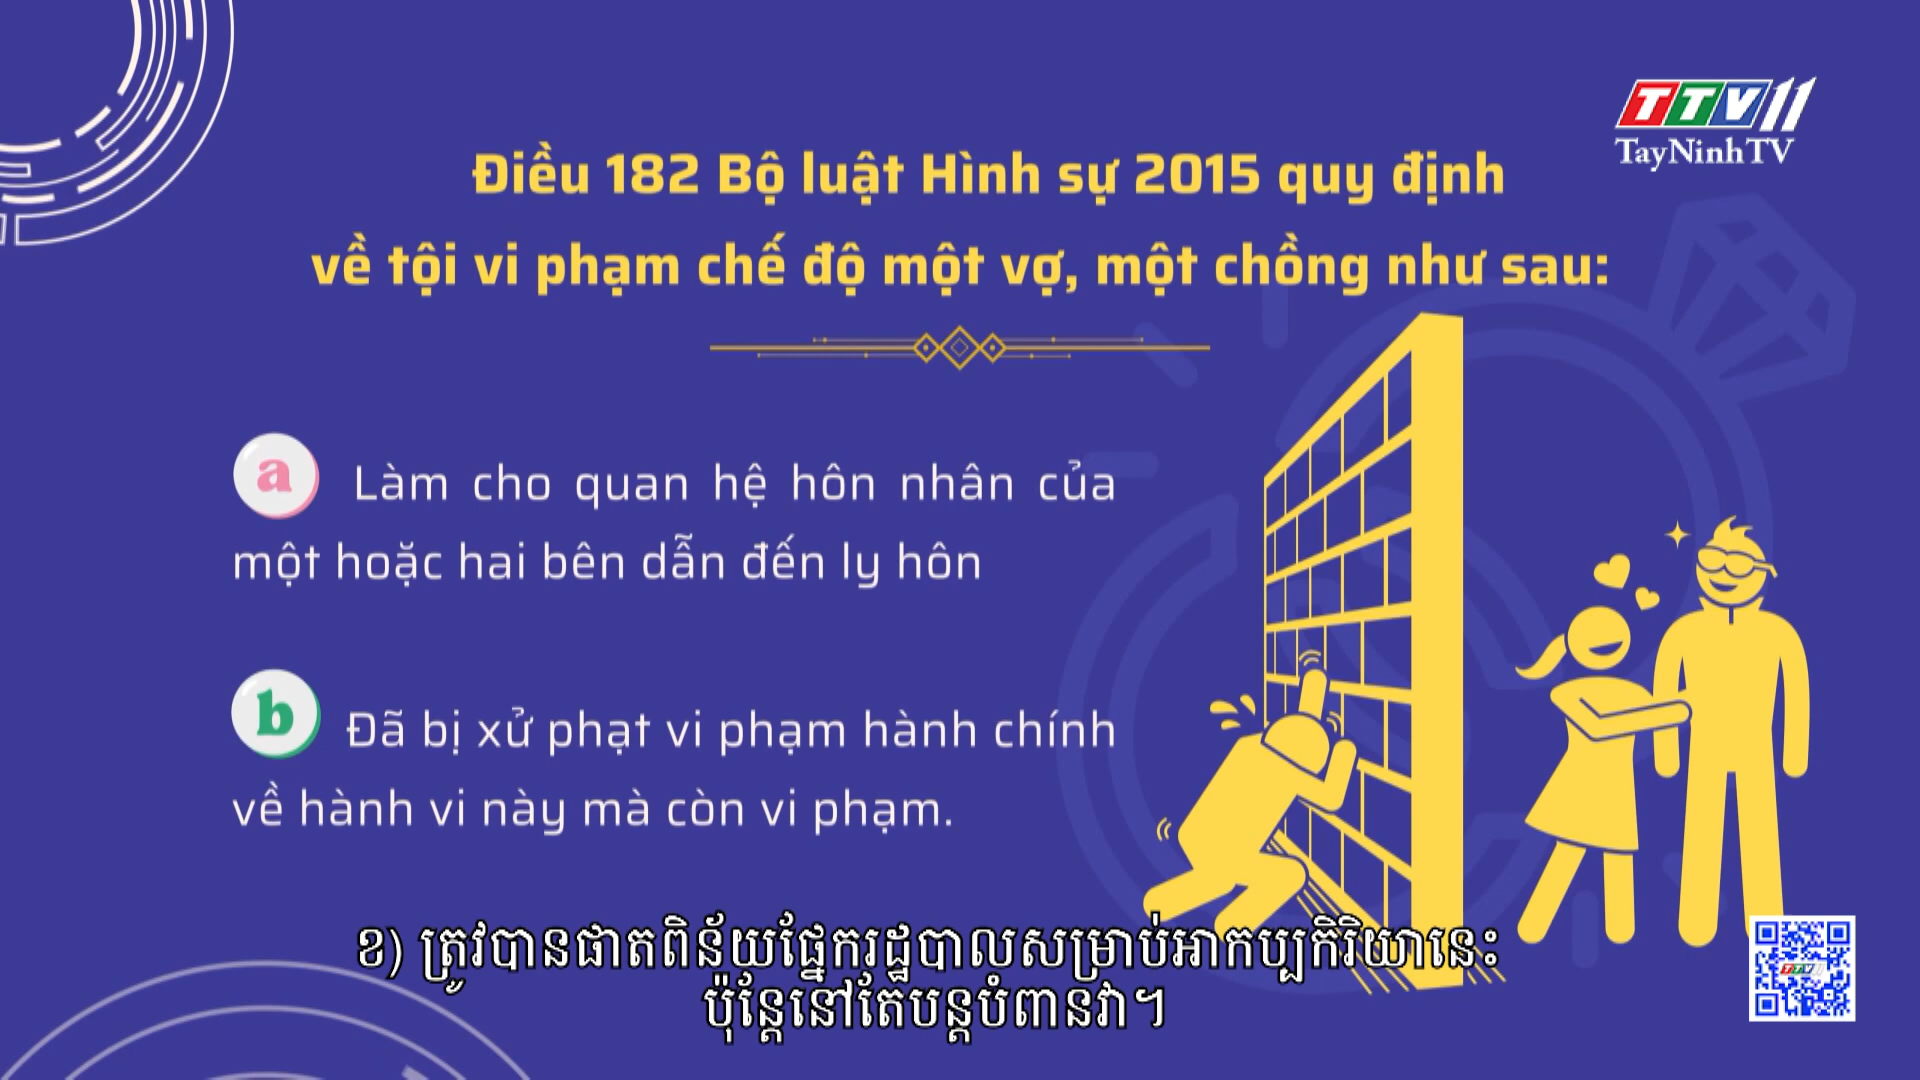 TTV11
TayNinhTV
Điều 182 Bộ luật Hình sự 2015 quy định
về tội vi phạm chế độ một vợ, một chồng như sau:
a Làm cho quan hệ hôn nhân của
một hoặc hai bên dẫn đến ly hôn
b Đã bị xử phạt vi phạm hành chính
về hành vi này mà còn vi phạm.
ខ) ត្រូវបានផាតពិន័យផ្នែករដ្ឋបាលសម្រាប់អាកប្បកិរិយានេះ
ប៉ុន្តែនៅតែបន្តបំពានវា។
TTV11